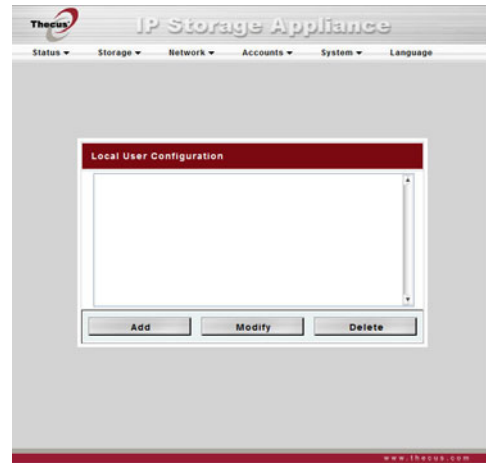 Thecus
IP Storage Appliance
Status Storage Network Accounts System Language
Local User Configuration
Add Modify Delete
www.thecus.com